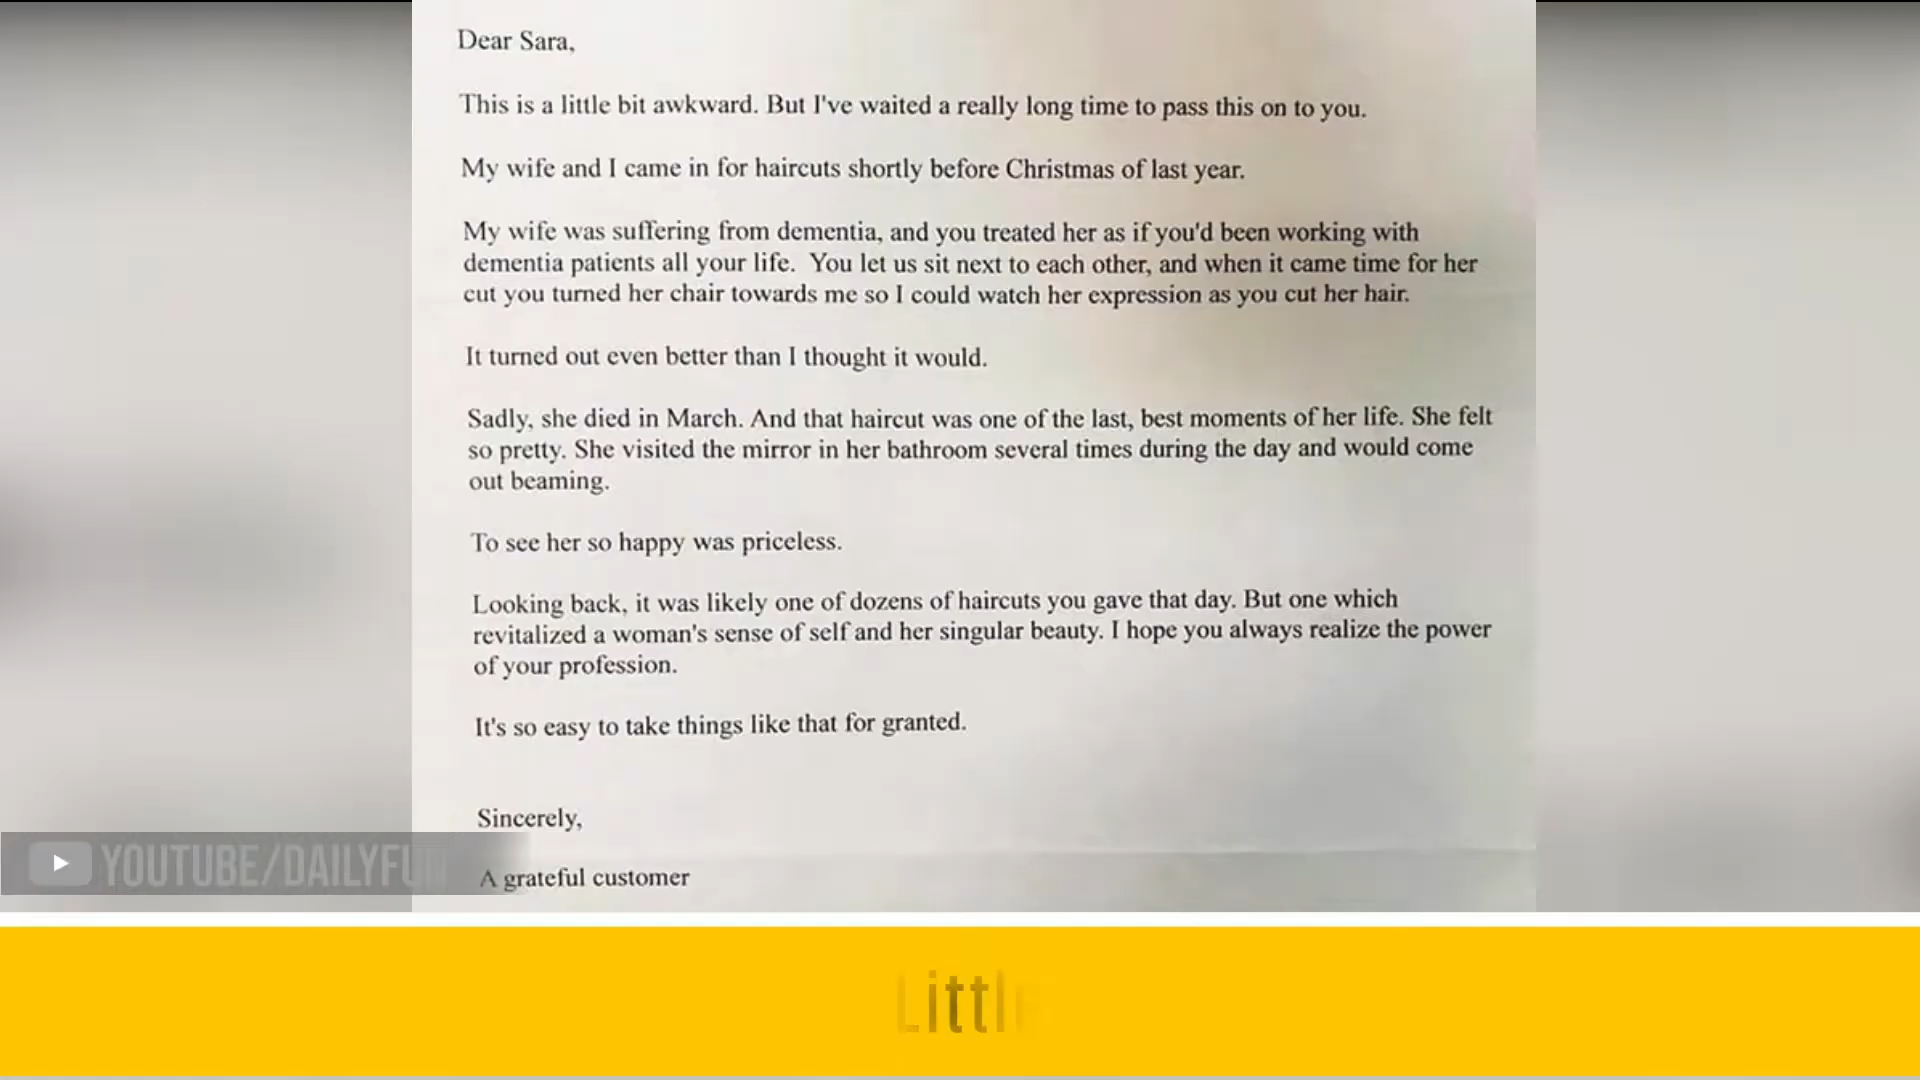 Dear Sara,
This is a little bit awkward. But I've waited a really long time to pass this on to you.
My wife and I came in for haircuts shortly before Christmas of last year.
My wife was suffering from dementia, and you treated her as if you'd been working with
dementia patients all your life.  You let us sit next to each other, and when it came time for her
cut you turned her chair towards me so I could watch her expression as you cut her hair.
It turned out even better than I thought it would.
Sadly, she died in March. And that haircut was one of the last, best moments of her life. She felt
so pretty. She visited the mirror in her bathroom several times during the day and would come
out beaming.
To see her so happy was priceless.
Looking back, it was likely one of dozens of haircuts you gave that day. But one which
revitalized a woman's sense of self and her singular beauty. I hope you always realize the power
of your profession.
It's so easy to take things like that for granted.
Sincerely,
A grateful customer
YOUTUBE/DAILYFUN
Little